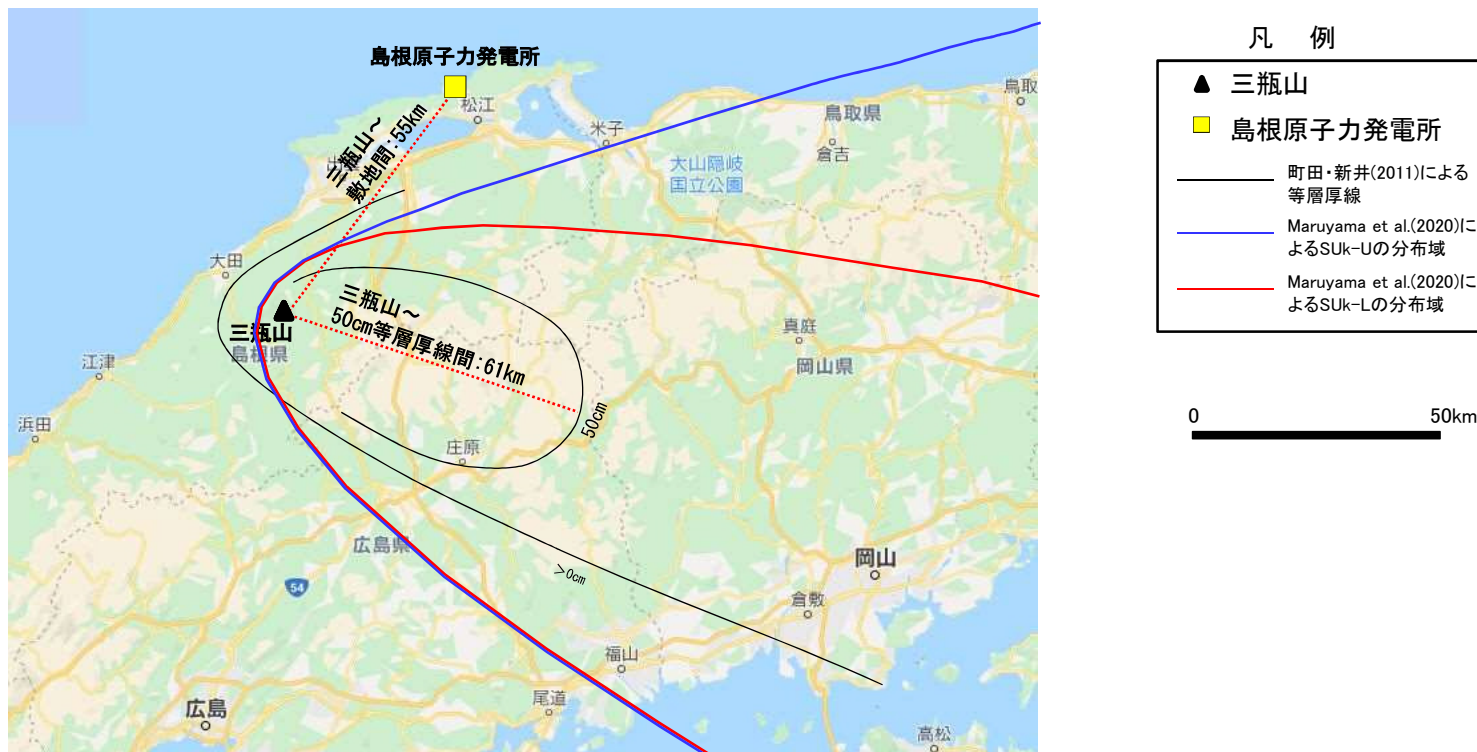 島根原子力発電所
松江
鳥取
鳥取県
米子
倉吉
三瓶山~
敷地間:55km
大山隠岐
国立公園
大田
三瓶山
島根県
三瓶山~
50cm等層厚線間:61km
真庭
岡山県
江津
浜田
50cm
庄原
広島県
>0cm
54
岡山
倉敷
福山
尾道
広島
高松
凡 例
三瓶山
島根原子力発電所
町田・新井(2011)による
等層厚線
Maruyama et al.(2020)に
よるSUk-Uの分布域
Maruyama et al.(2020)に
よるSUk-Lの分布域
0 50km